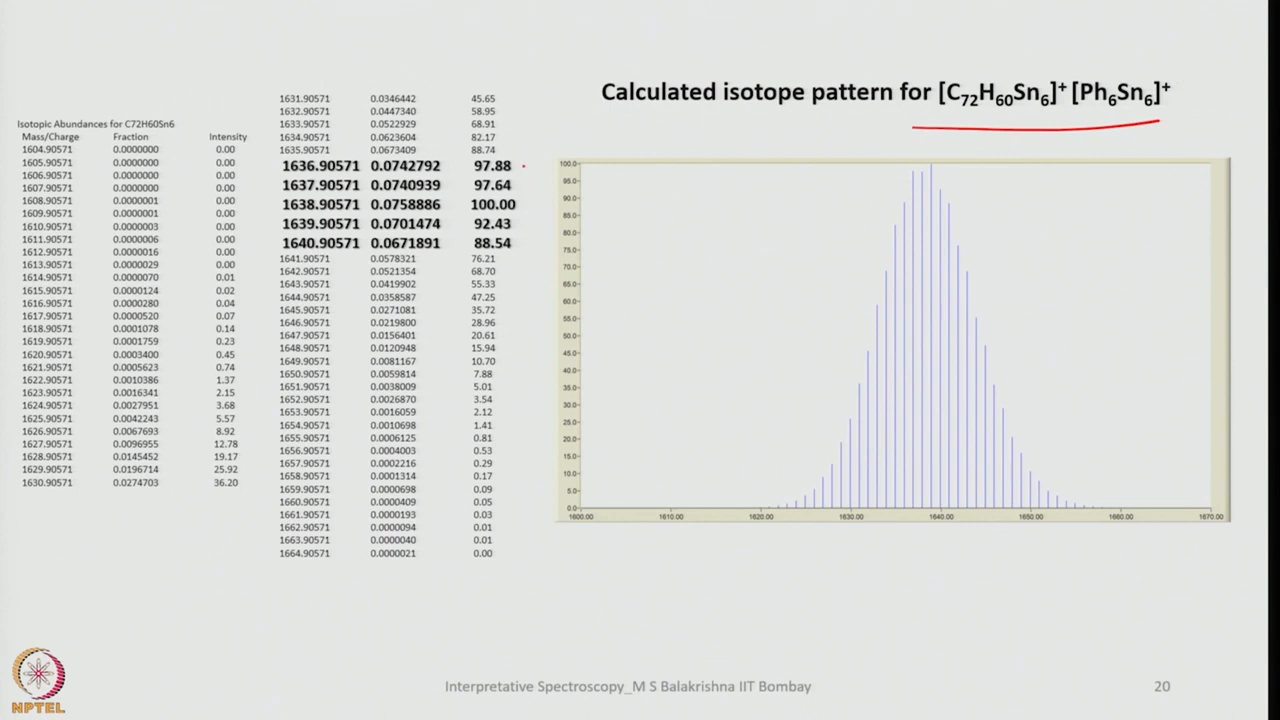 Calculated isotope pattern for [C72H60Sn6]+ [Ph6Sn6]+
Isotopic Abundances for C72H60Sn6
Mass/Charge Fraction Intensity
1604.90571 0.0000000 0.00
1605.90571 0.0000000 0.00
1606.90571 0.0000000 0.00
1607.90571 0.0000000 0.00
1608.90571 0.0000001 0.00
1609.90571 0.0000001 0.00
1610.90571 0.0000003 0.00
1611.90571 0.0000006 0.00
1612.90571 0.0000016 0.00
1613.90571 0.0000029 0.00
1614.90571 0.0000070 0.01
1615.90571 0.0000124 0.02
1616.90571 0.0000280 0.04
1617.90571 0.0000520 0.07
1618.90571 0.0001078 0.14
1619.90571 0.0001759 0.23
1620.90571 0.0003400 0.45
1621.90571 0.0005623 0.74
1622.90571 0.0010386 1.37
1623.90571 0.0016341 2.15
1624.90571 0.0027951 3.68
1625.90571 0.0042243 5.57
1626.90571 0.0067693 8.92
1627.90571 0.0096955 12.78
1628.90571 0.0145452 19.17
1629.90571 0.0196714 25.92
1630.90571 0.0274703 36.20
1631.90571 0.0346442 45.65
1632.90571 0.0447340 58.95
1633.90571 0.0522929 68.91
1634.90571 0.0623604 82.17
1635.90571 0.0673409 88.74
1636.90571 0.0742792 97.88
1637.90571 0.0740939 97.64
1638.90571 0.0758886 100.00
1639.90571 0.0701474 92.43
1640.90571 0.0671891 88.54
1641.90571 0.0578321 76.21
1642.90571 0.0521354 68.70
1643.90571 0.0419902 55.33
1644.90571 0.0358587 47.25
1645.90571 0.0271081 35.72
1646.90571 0.0219800 28.96
1647.90571 0.0156401 20.61
1648.90571 0.0120948 15.94
1649.90571 0.0081167 10.70
1650.90571 0.0059814 7.88
1651.90571 0.0038009 5.01
1652.90571 0.0026870 3.54
1653.90571 0.0016059 2.12
1654.90571 0.0010698 1.41
1655.90571 0.0006125 0.81
1656.90571 0.0004003 0.53
1657.90571 0.0002216 0.29
1658.90571 0.0001314 0.17
1659.90571 0.0000698 0.09
1660.90571 0.0000409 0.05
1661.90571 0.0000193 0.03
1662.90571 0.0000094 0.01
1663.90571 0.0000040 0.01
1664.90571 0.0000021 0.00
100.0
95.0
90.0
85.0
80.0
75.0
70.0
65.0
60.0
55.0
50.0
45.0
40.0
35.0
30.0
25.0
20.0
15.0
10.0
5.0
0.0
1600.00 1610.00 1620.00 1630.00 1640.00 1650.00 1660.00 1670.00
NPTEL
Interpretative Spectroscopy_M S Balakrishna IIT Bombay
20